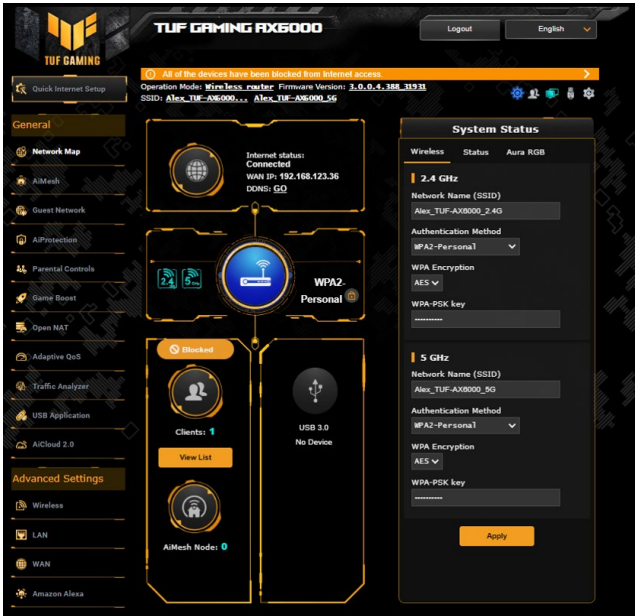 TUF GAMING
TUF GAMING AX6000
Logout
English
All of the devices have been blocked from Internet access.
Quick Internet Setup
Operation Mode: Wireless router Firmware Version: 3.0.0.4.388_31931
SSID: Alex_TUF-AX6000... Alex_TUF-AX6000_5G
General
Network Map
AiMesh
Guest Network
AiProtection
Parental Controls
Game Boost
Open NAT
Adaptive QoS
Traffic Analyzer
USB Application
AiCloud 2.0
Advanced Settings
Wireless
LAN
WAN
Amazon Alexa
Internet status:
Connected
WAN IP: 192.168.123.36
DDNS: GO
2.4
5
WPA2-
Personal
Blocked
Clients: 1
View List
AiMesh Node: 0
USB 3.0
No Device
System Status
Wireless Status Aura RGB
2.4 GHz
Network Name (SSID)
Alex_TUF-AX6000_2.4G
Authentication Method
WPA2-Personal
WPA Encryption
AES
WPA-PSK key
----------
5 GHz
Network Name (SSID)
Alex_TUF-AX6000_5G
Authentication Method
WPA2-Personal
WPA Encryption
AES
WPA-PSK key
----------
Apply